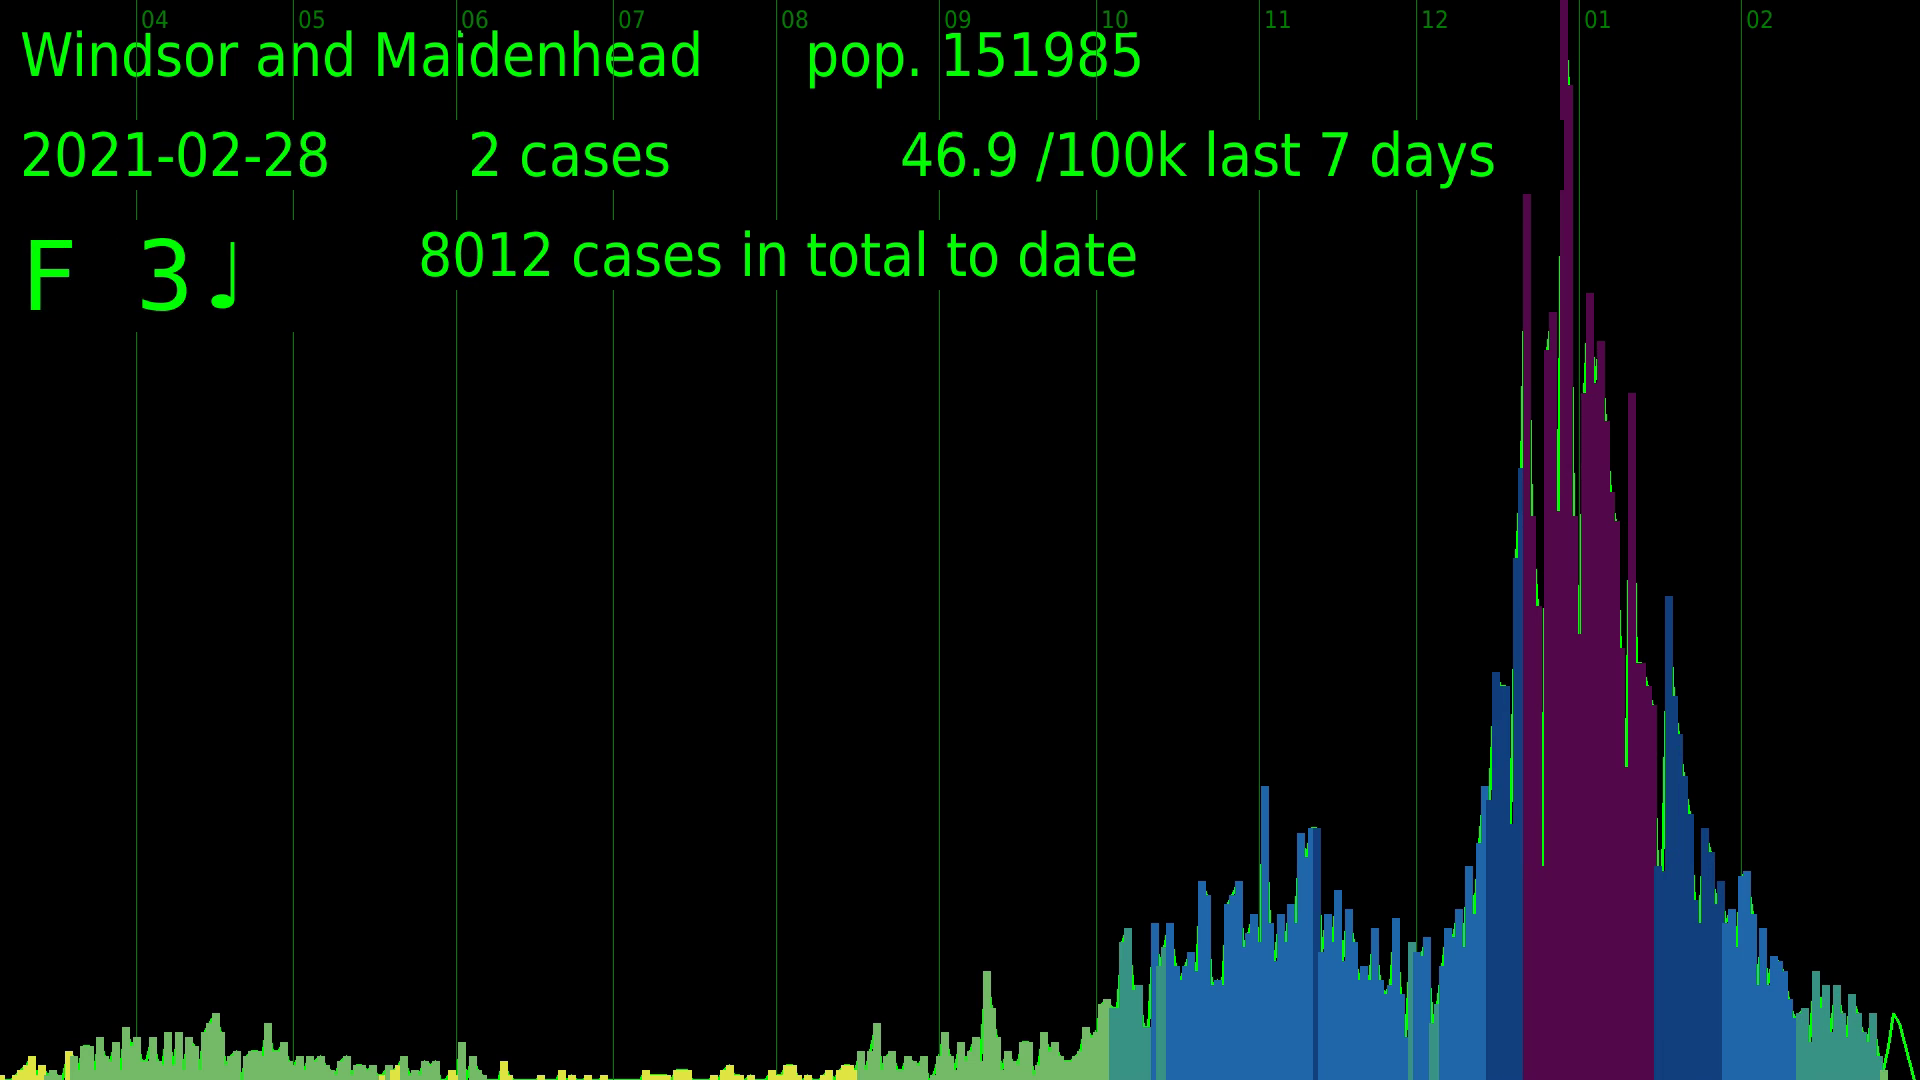 04 05 06 07 08 09 10 11 12 01 02
Windsor and Maidenhead pop. 151985
2021-02-28 2 cases 46.9 /100k last 7 days
F 3♩ 8012 cases in total to date